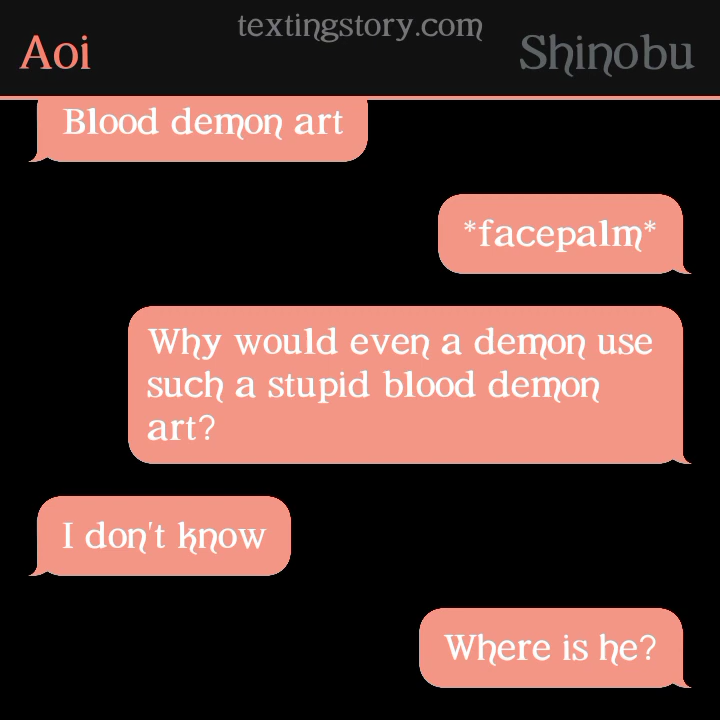 textingstory.com
Aoi
Shinobu
Blood demon art
*facepalm*
Why would even a demon use
such a stupid blood demon
art?
I don't know
Where is he?